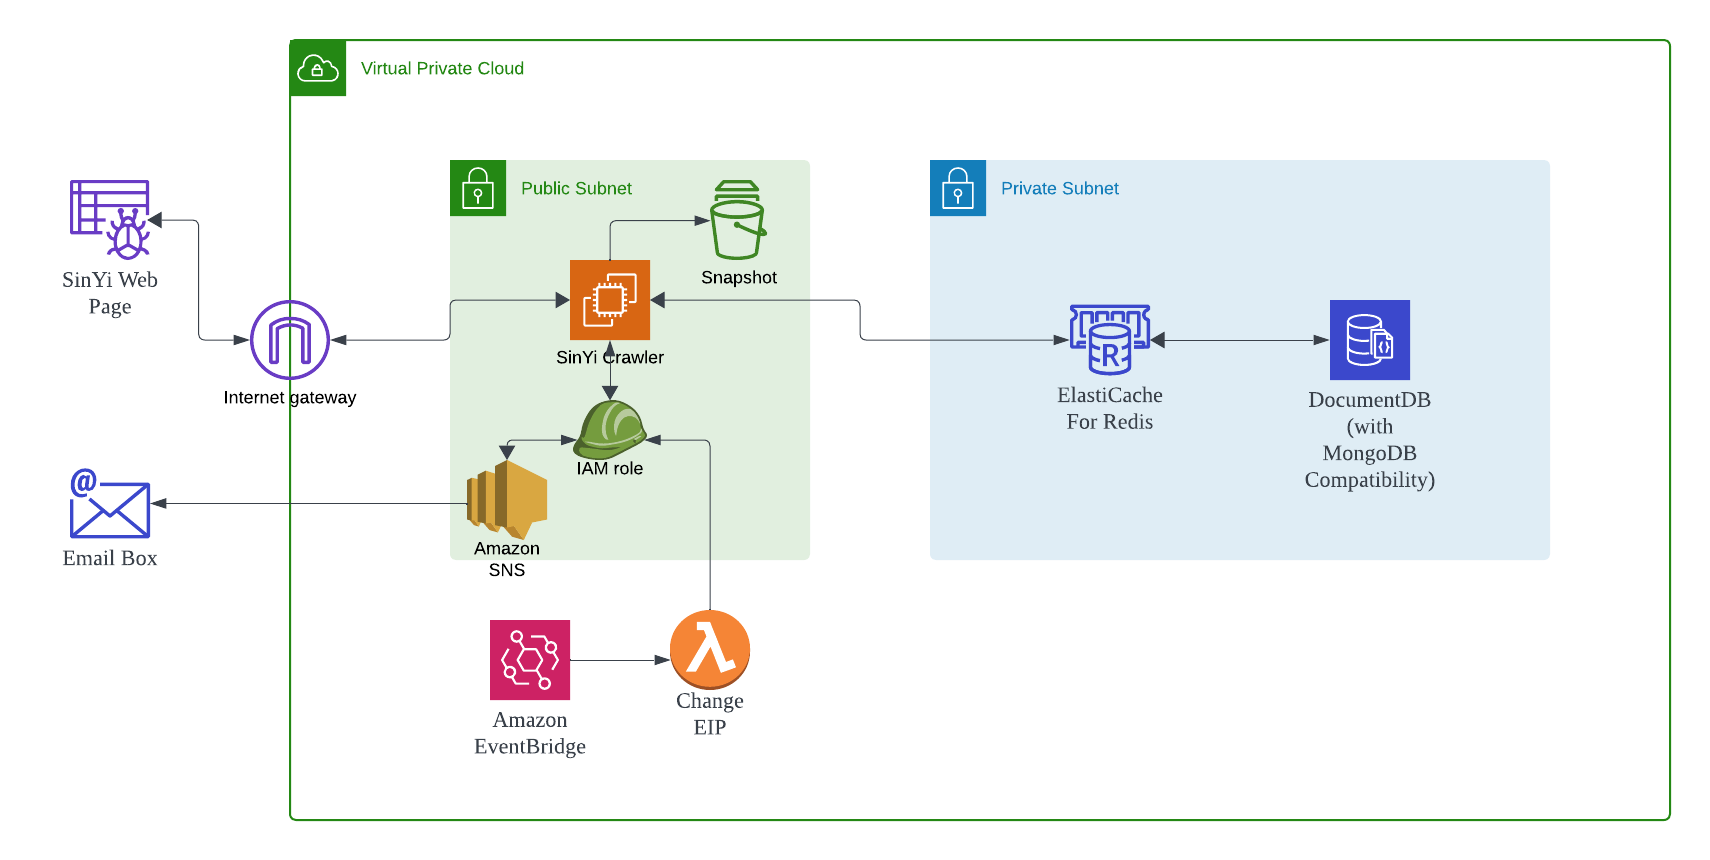 Virtual Private Cloud
Public Subnet
Private Subnet
SinYi Web
Page
Snapshot
SinYi Crawler
Internet gateway
ElastiCache
For Redis
R
DocumentDB
(with
MongoDB
Compatibility)
IAM role
@
Email Box
Amazon
SNS
Change
EIP
Amazon
EventBridge